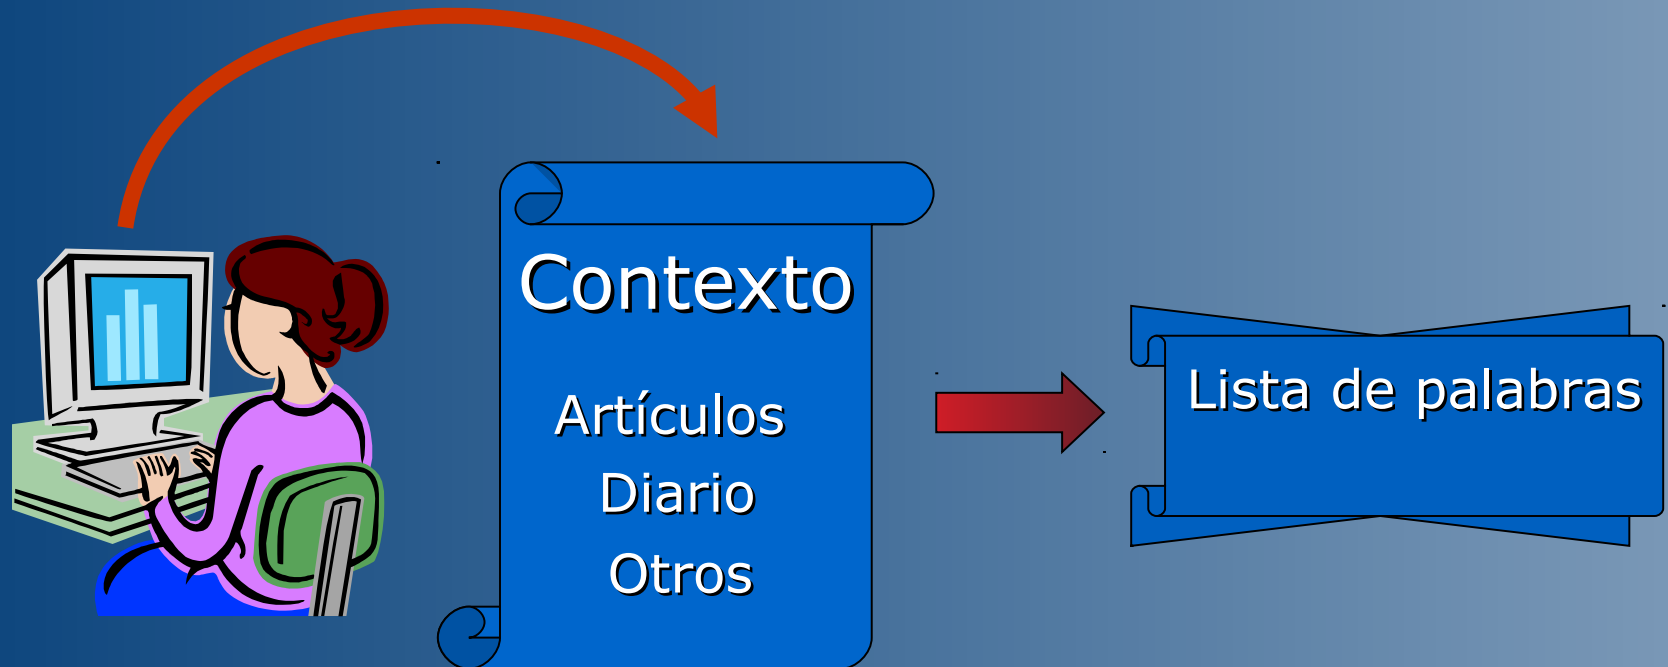 Contexto
Artículos
Diario
Otros
Lista de palabras